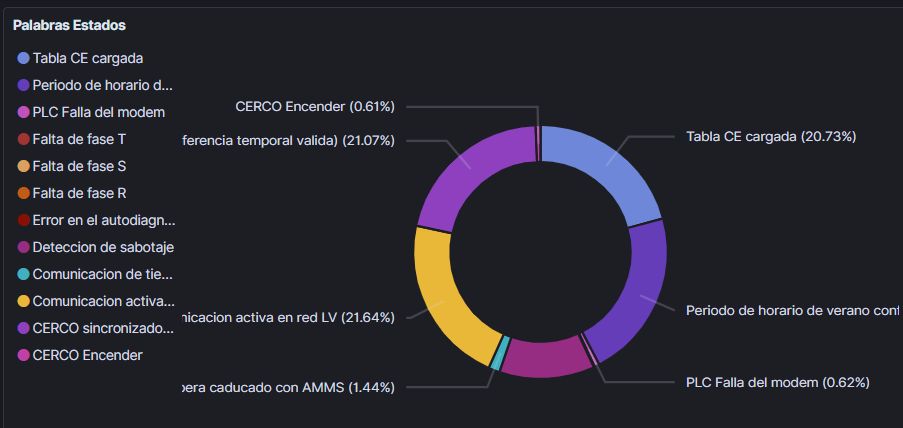 Palabras Estados
Tabla CE cargada
Periodo de horario d...
PLC Falla del modem
Falta de fase T
Falta de fase S
Falta de fase R
Error en el autodiagn...
Deteccion de sabotaje
Comunicacion de tie...
Comunicacion activa...
CERCO sincronizado...
CERCO Encender
CERCO Encender (0.61%)
ferencia temporal valida) (21.07%)
Tabla CE cargada (20.73%)
nicacion activa en red LV (21.64%)
Periodo de horario de verano conf
pera caducado con AMMS (1.44%)
PLC Falla del modem (0.62%)